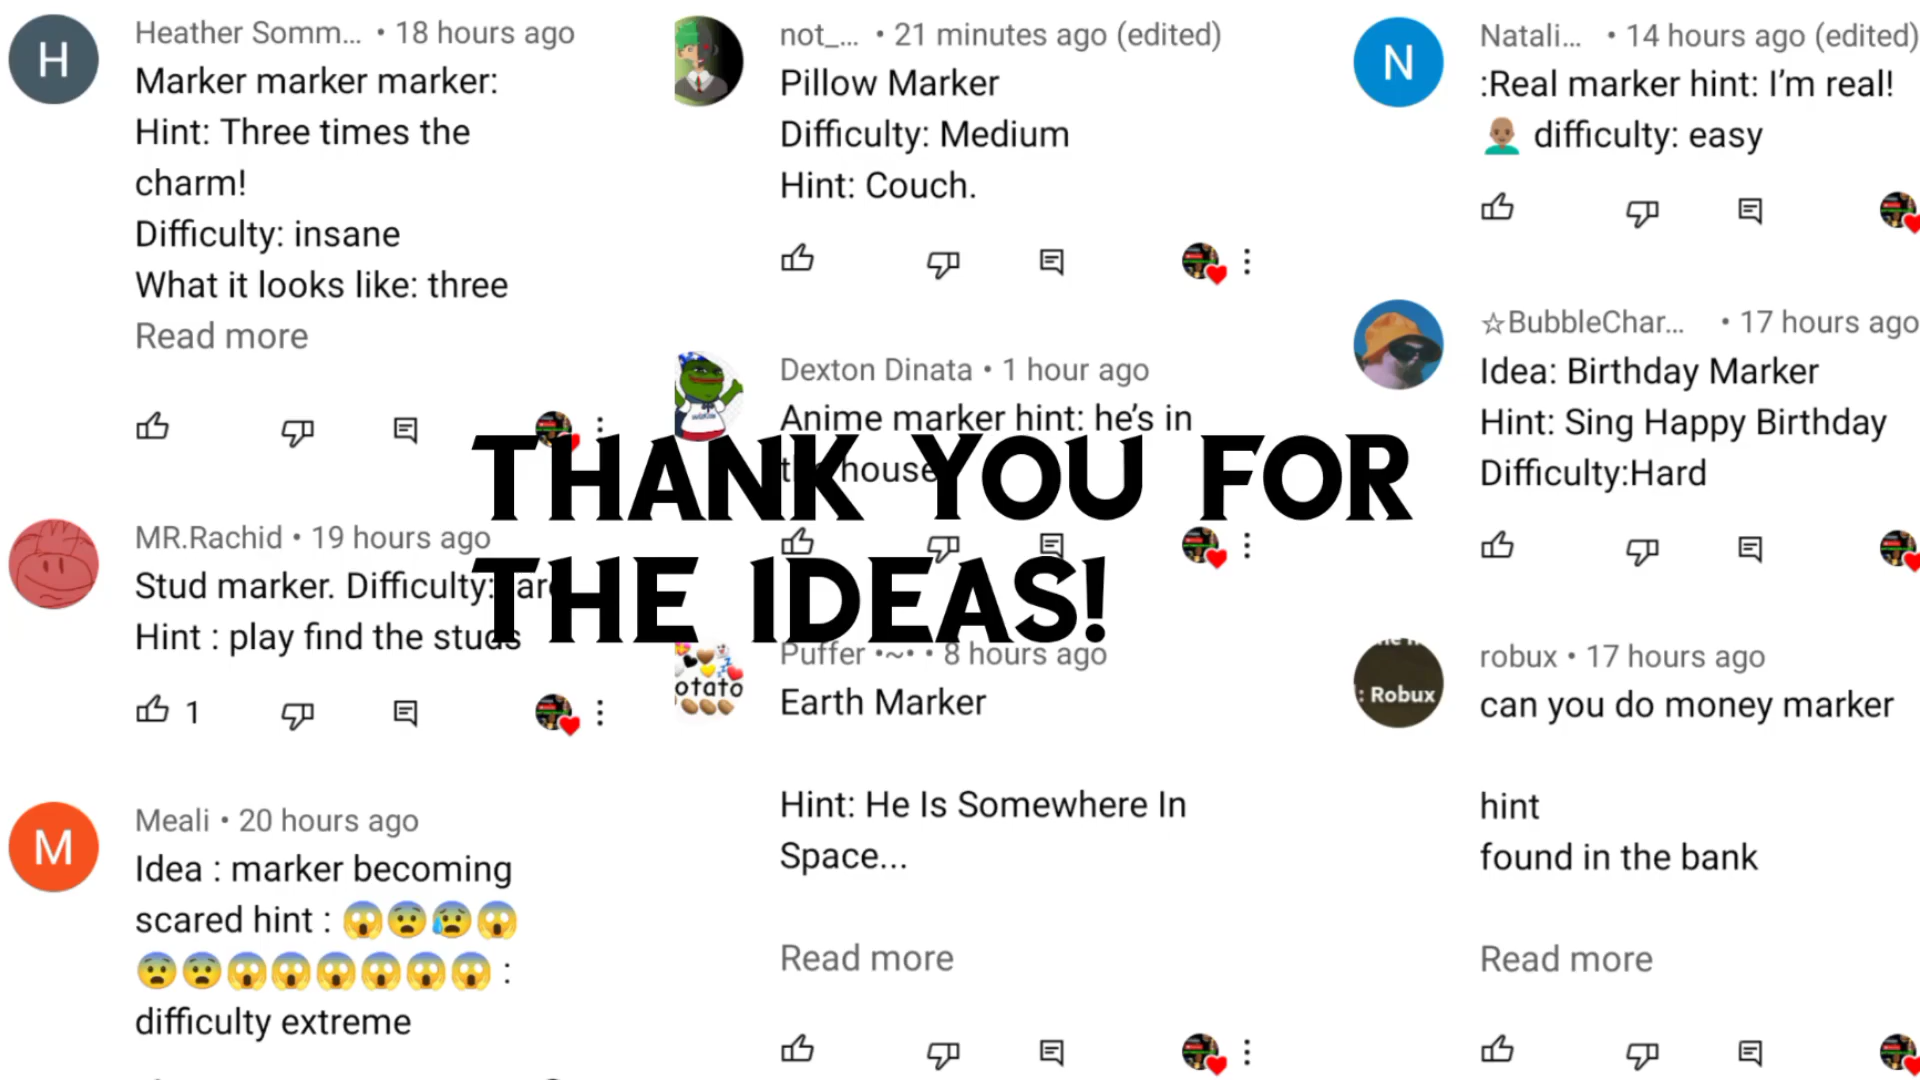 H
Heather Somm... • 18 hours ago
Marker marker marker:
Hint: Three times the
charm!
Difficulty: insane
What it looks like: three
Read more
MR.Rachid • 19 hours ago
Stud marker. Difficulty:
Hint : play find the studs
1
M
Meali • 20 hours ago
Idea : marker becoming
scared hint : 😱😨😰😱
😨😨😱😱😱😱😱😱 :
difficulty extreme
not_... • 21 minutes ago (edited)
Pillow Marker
Difficulty: Medium
Hint: Couch.
Dexton Dinata • 1 hour ago
Anime marker hint: he's in
the house
THANK YOU FOR
THE IDEAS!
otato
Puffer •~• • 8 hours ago
Earth Marker
Hint: He Is Somewhere In
Space...
Read more
N
Natali... • 14 hours ago (edited)
:Real marker hint: I'm real!
👨🏽‍🦲 difficulty: easy
☆BubbleChar... • 17 hours ago
Idea: Birthday Marker
Hint: Sing Happy Birthday
Difficulty:Hard
: Robux
robux • 17 hours ago
can you do money marker
hint
found in the bank
Read more